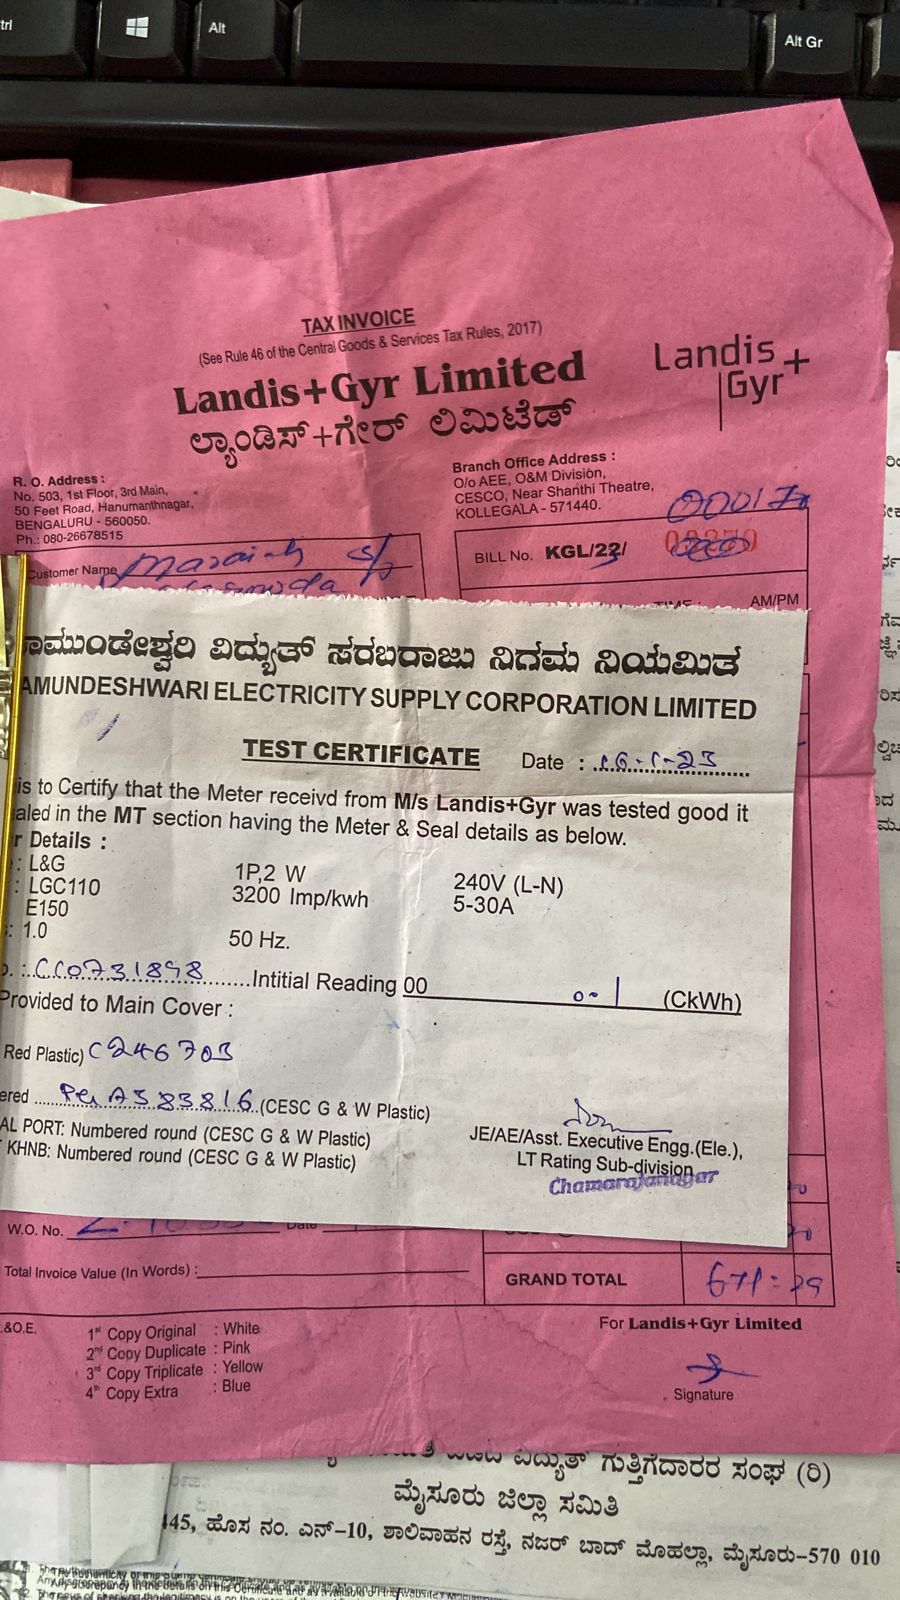 Alt
Alt Gr
TAX INVOICE
(See Rule 46 of the Central Goods & Services Tax Rules, 2017)
Landis+Gyr Limited
ಲ್ಯಾಂಡಿಸ್+ಗೇರ್ ಲಿಮಿಟೆಡ್
Landis+
Gyr
R. O. Address :
No. 503, 1st Floor, 3rd Main,
50 Feet Road, Hanumanthnagar,
BENGALURU - 560050.
Ph.: 080-26678515
Branch Office Address :
O/o AEE, O&M Division,
CESCO, Near Shanthi Theatre,
KOLLEGALA - 571440.
Customer Name S/o
BILL No. KGL/23/
AM/PM
ಾಮುಂಡೇಶ್ವರಿ ವಿದ್ಯುತ್ ಸರಬರಾಜು ನಿಗಮ ನಿಯಮಿತ
AMUNDESHWARI ELECTRICITY SUPPLY CORPORATION LIMITED
TEST CERTIFICATE Date : 16-1-23
is to Certify that the Meter receivd from M/s Landis+Gyr was tested good it
aled in the MT section having the Meter & Seal details as below.
r Details :
: L&G 1P,2 W 240V (L-N)
: LGC110 3200 Imp/kwh 5-30A
E150
: 1.0 50 Hz.
CC0731898 Intitial Reading 00 0-1 (CkWh)
Provided to Main Cover :
Red Plastic) C246703
ered A383816 (CESC G & W Plastic)
AL PORT: Numbered round (CESC G & W Plastic)
KHNB: Numbered round (CESC G & W Plastic)
JE/AE/Asst. Executive Engg.(Ele.),
LT Rating Sub-division
Chamarajanagar
W.O. No. Date
Total Invoice Value (In Words) :
GRAND TOTAL
&O.E.
1st Copy Original : White
2nd Copy Duplicate : Pink
3rd Copy Triplicate : Yellow
4th Copy Extra : Blue
For Landis+Gyr Limited
Signature
ವಿದ್ಯುತ್ ಗುತ್ತಿಗೆದಾರರ ಸಂಘ (ರಿ)
ಮೈಸೂರು ಜಿಲ್ಲಾ ಸಮಿತಿ
445, ಹೊಸ ನಂ. ಎನ್-10, ಶಾಲಿವಾಹನ ರಸ್ತೆ, ನಜರ್ ಬಾದ್ ಮೊಹಲ್ಲಾ, ಮೈಸೂರು-570 010